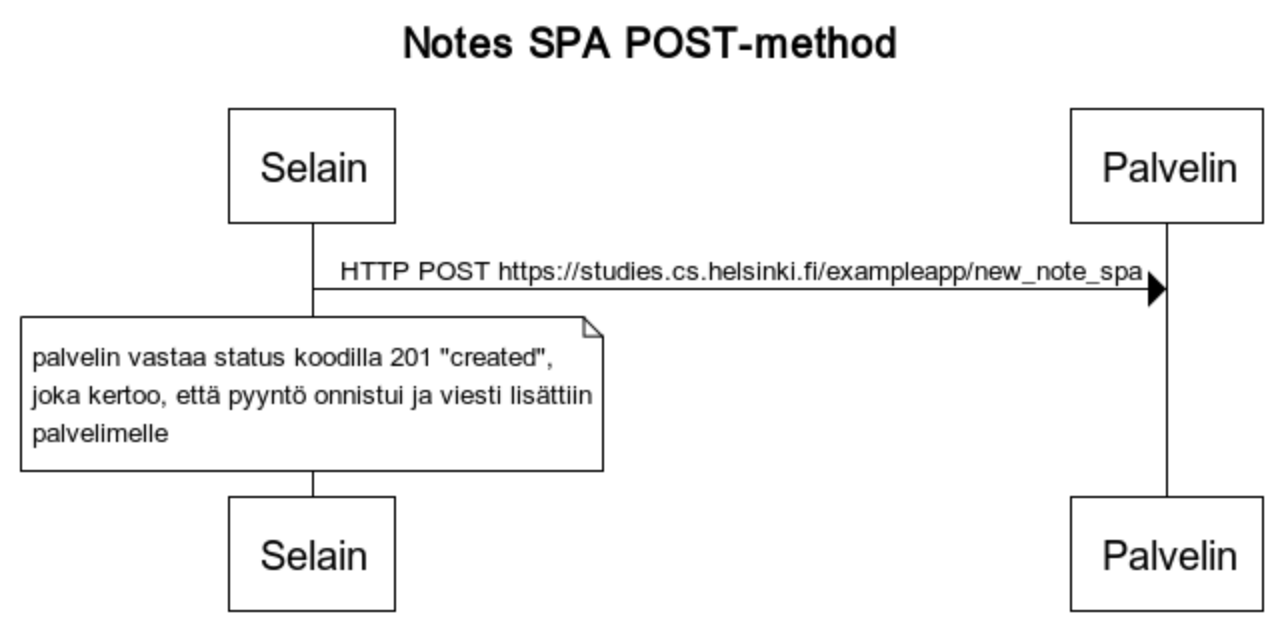 Notes SPA POST-method
Selain
Palvelin
HTTP POST https://studies.cs.helsinki.fi/exampleapp/new_note_spa
palvelin vastaa status koodilla 201 "created",
joka kertoo, että pyyntö onnistui ja viesti lisättiin
palvelimelle
Selain
Palvelin